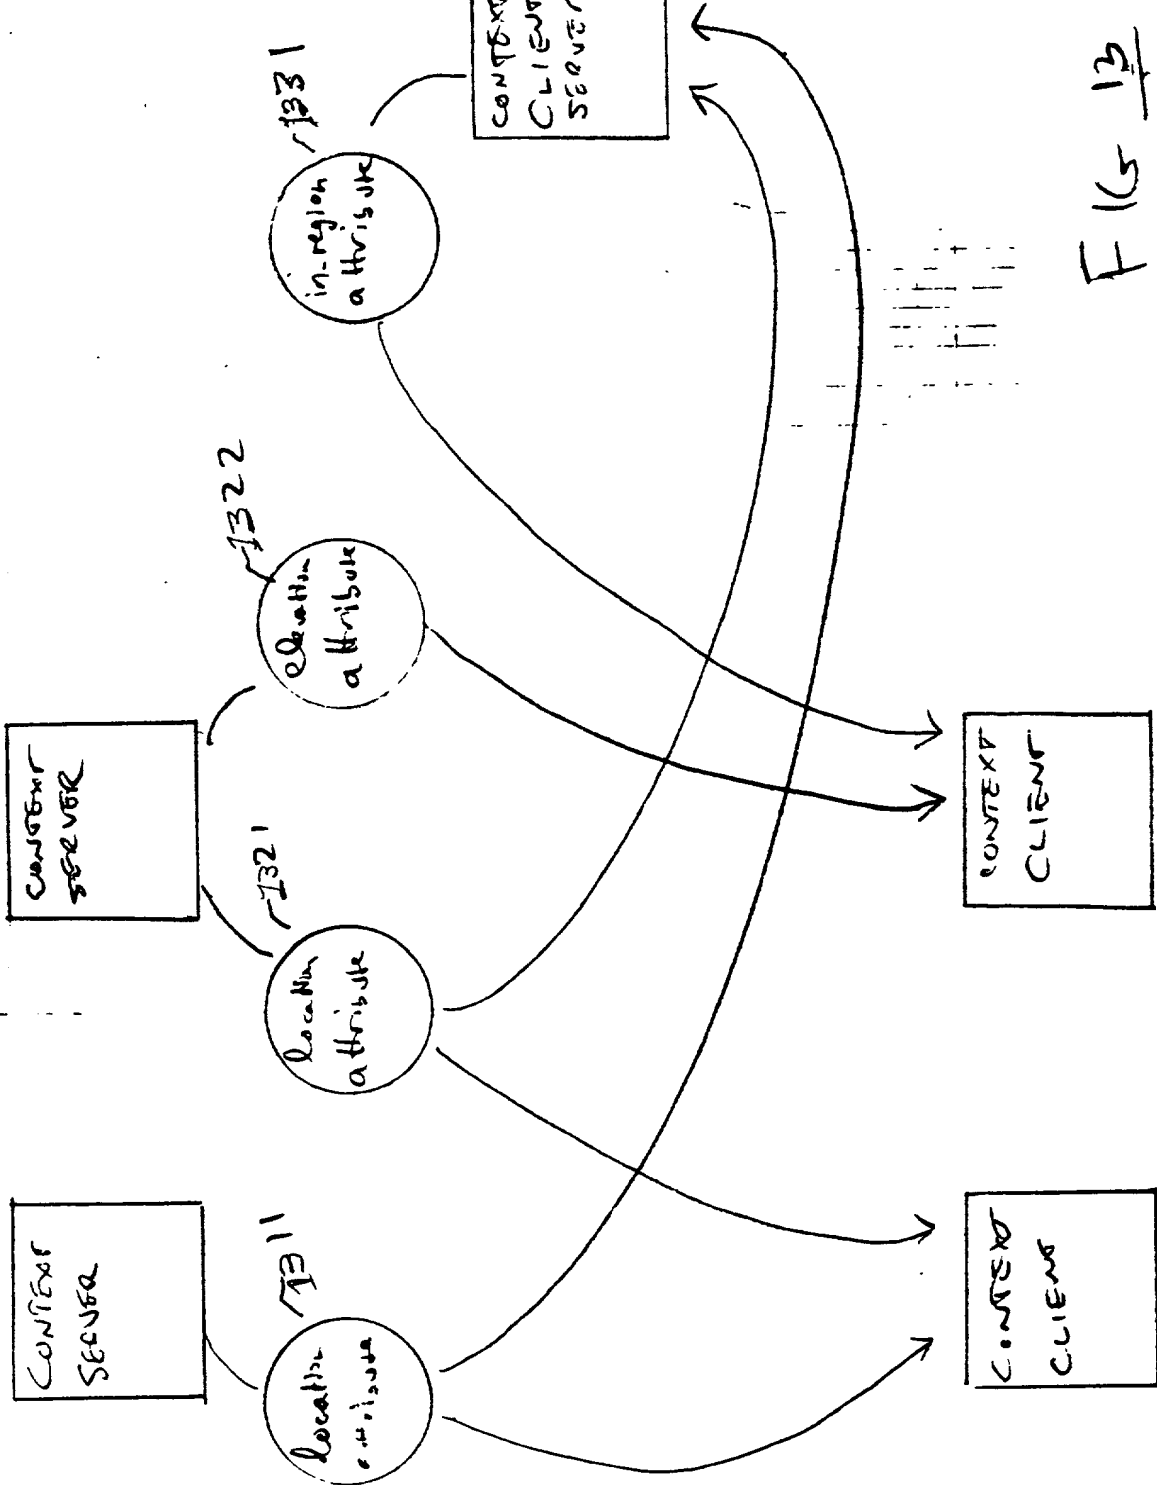 CONTEXT
SERVER
CONTEXT
SERVER
1311
location
attribute
1321
location
attribute
1322
elevation
attribute
1331
in-region
attribute
CONTEXT
CLIENT
SERVER
CONTEXT
CLIENT
CONTEXT
CLIENT
FIG 13